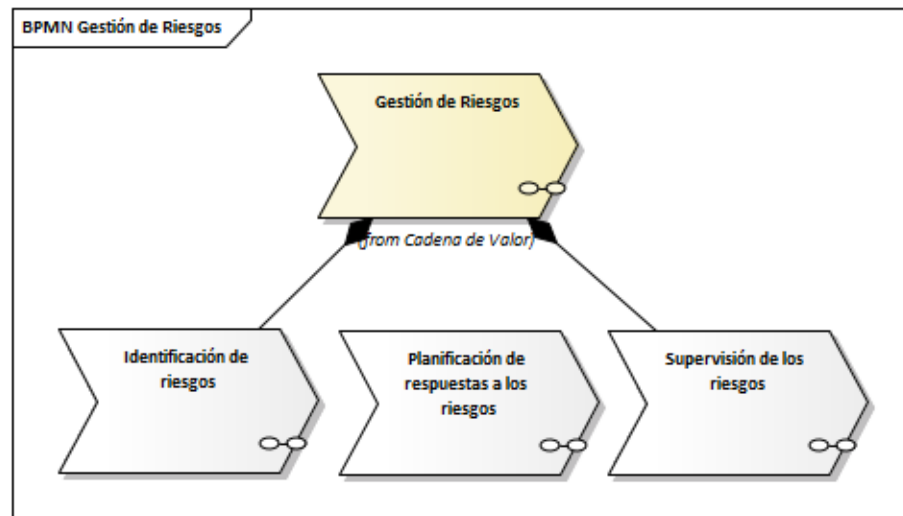 BPMN Gestión de Riesgos
Gestión de Riesgos
(from Cadena de Valor)
Identificación de
riesgos
Planificación de
respuestas a los
riesgos
Supervisión de los
riesgos